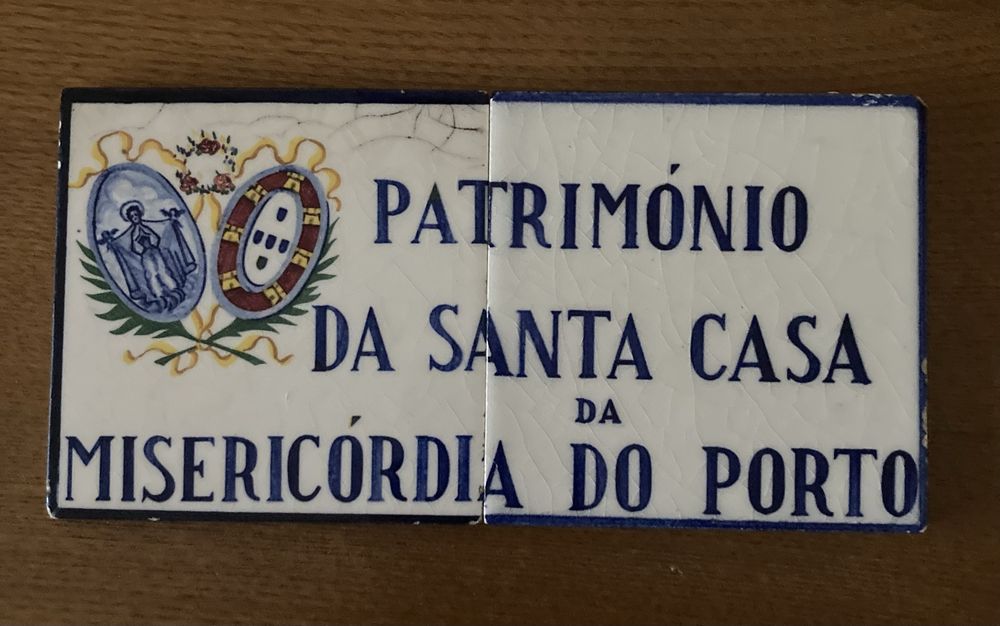 PATRIMÓNIO
DA SANTA CASA
DA
MISERICÓRDIA DO PORTO